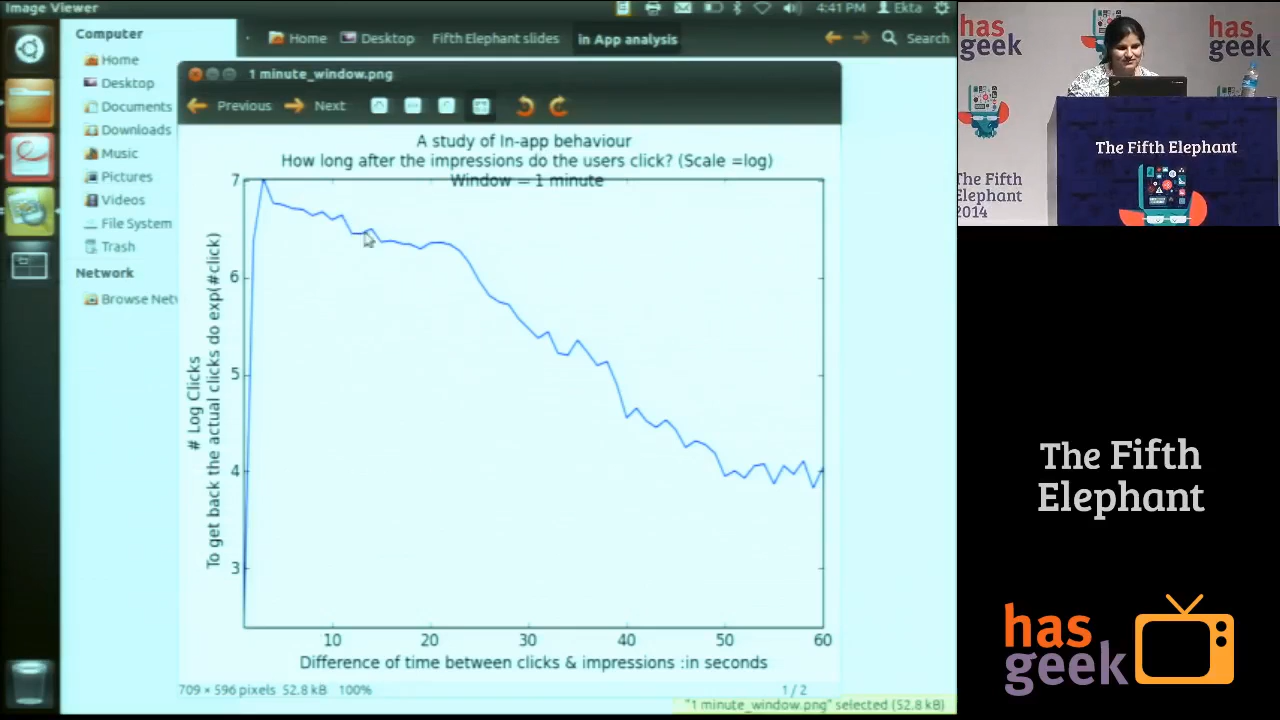 Image Viewer
4:41 PM
Ekta
Computer
Home
Desktop
Documents
Downloads
Music
Pictures
Videos
File System
Trash
Network
Browse Netw
Home
Desktop
Fifth Elephant slides
in App analysis
Search
1 minute_window.png
Previous
Next
A study of In-app behaviour
How long after the impressions do the users click? (Scale =log)
Window = 1 minute
# Log Clicks
To get back the actual clicks do exp(#click)
7
6
5
4
3
10 20 30 40 50 60
Difference of time between clicks & impressions :in seconds
709 × 596 pixels 52.8 kB 100%
1 / 2
"1 minute_window.png" selected (52.8 kB)
has
geek
has
geek
The Fifth
Elephant
2014
The Fifth Elephant
The Fifth
Elephant
has
geek